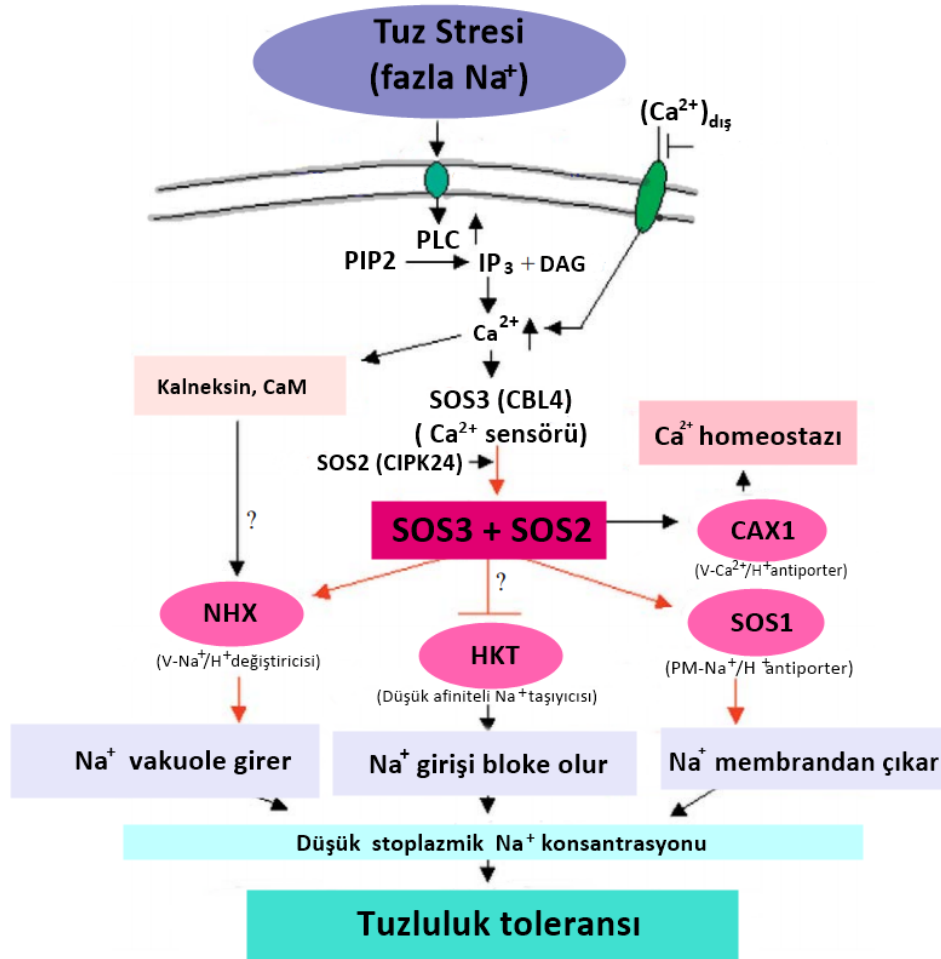 Tuz Stresi
(fazla Na⁺)
(Ca²⁺)dış
PLC
PIP2
IP₃ + DAG
Ca²⁺
Kalneksin, CaM
SOS3 (CBL4)
( Ca²⁺ sensörü)
SOS2 (CIPK24)
Ca²⁺ homeostazı
?
SOS3 + SOS2
CAX1
(V-Ca²⁺/H⁺antiporter)
?
NHX
(V-Na⁺/H⁺değiştiricisi)
HKT
(Düşük afiniteli Na⁺ taşıyıcısı)
SOS1
(PM-Na⁺/H⁺antiporter)
Na⁺ vakuole girer
Na⁺ girişi bloke olur
Na⁺ membrandan çıkar
Düşük stoplazmik Na⁺ konsantrasyonu
Tuzluluk toleransı